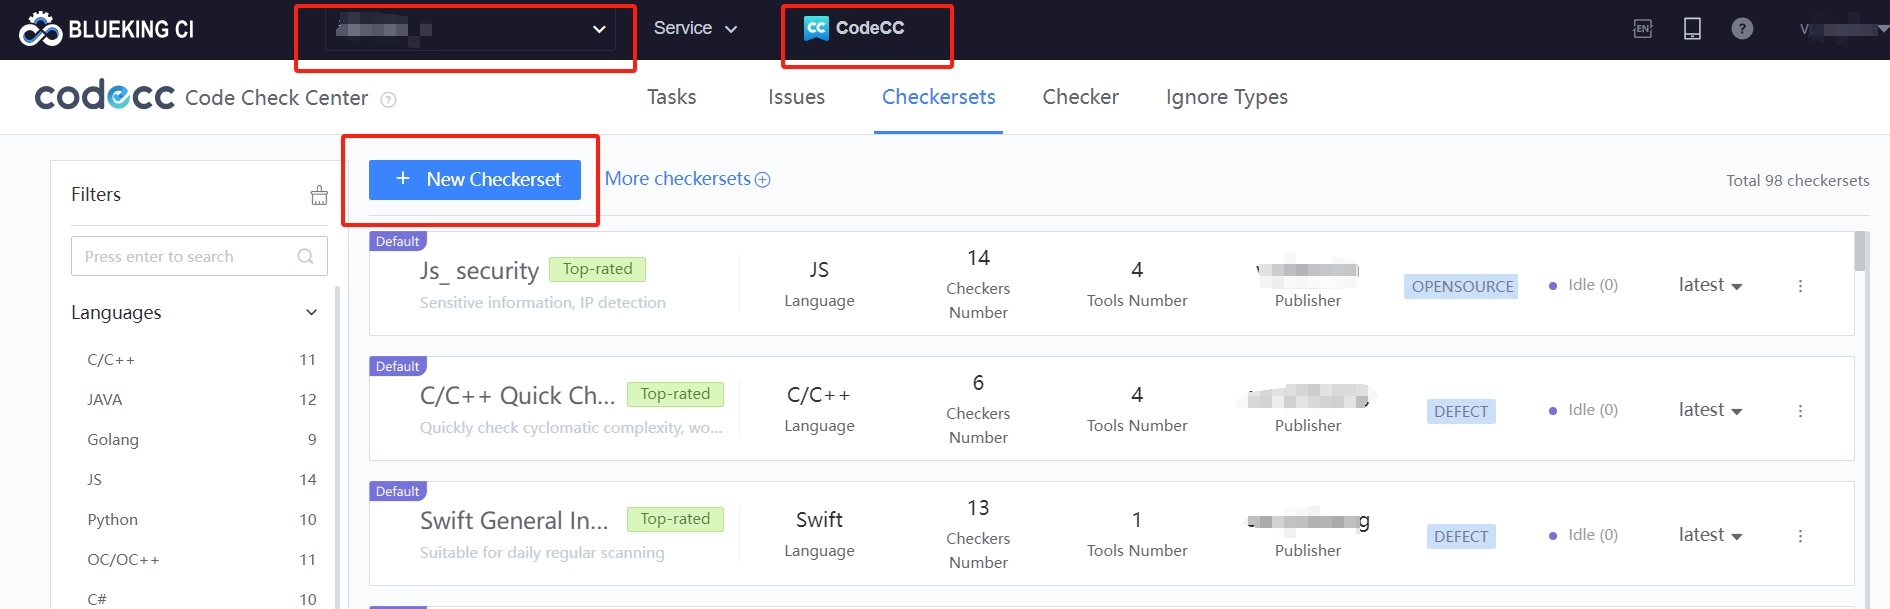 BLUEKING CI
Service
CC CodeCC
EN
?
v
codecc Code Check Center ?
Tasks
Issues
Checkersets
Checker
Ignore Types
+ New Checkerset
More checkersets
Total 98 checkersets
Filters
Press enter to search
Languages
C/C++ 11
JAVA 12
Golang 9
JS 14
Python 10
OC/OC++ 11
C# 10
Default
Js_ security Top-rated
Sensitive information, IP detection
JS
Language
14
Checkers
Number
4
Tools Number
Publisher
OPENSOURCE
Idle (0)
latest
Default
C/C++ Quick Ch... Top-rated
Quickly check cyclomatic complexity, wo...
C/C++
Language
6
Checkers
Number
4
Tools Number
Publisher
DEFECT
Idle (0)
latest
Default
Swift General In... Top-rated
Suitable for daily regular scanning
Swift
Language
13
Checkers
Number
1
Tools Number
Publisher
DEFECT
Idle (0)
latest